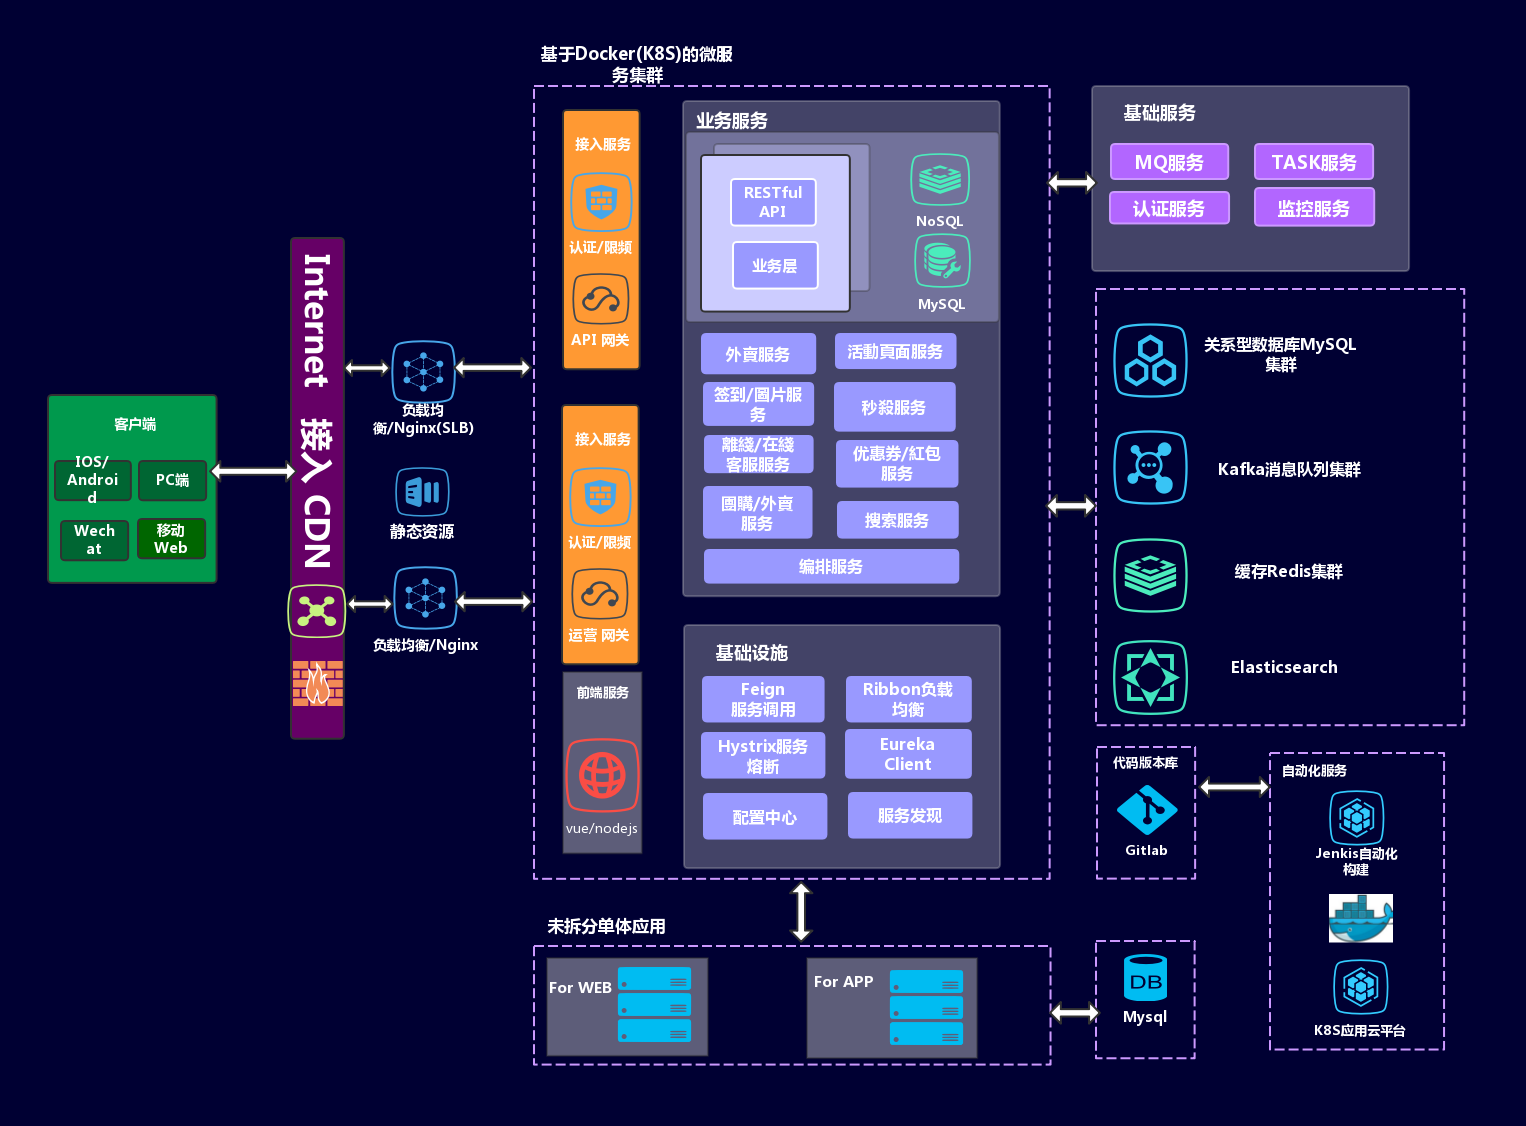 基于Docker(K8S)的微服
务集群
客户端
IOS/
Androi
d
PC端
Wech
at
移动
Web
Internet 接入 CDN
负载均
衡/Nginx(SLB)
静态资源
负载均衡/Nginx
接入服务
认证/限频
API 网关
接入服务
认证/限频
运营 网关
前端服务
vue/nodejs
业务服务
RESTful
API
业务层
NoSQL
MySQL
外賣服务
活動頁面服务
签到/圖片服
务
秒殺服务
離綫/在綫
客服服务
优惠券/紅包
服务
團購/外賣
服务
搜索服务
编排服务
基础设施
Feign
服务调用
Ribbon负载
均衡
Hystrix服务
熔断
Eureka
Client
配置中心
服务发现
基础服务
MQ服务
TASK服务
认证服务
监控服务
关系型数据库MySQL
集群
Kafka消息队列集群
缓存Redis集群
Elasticsearch
代码版本库
Gitlab
自动化服务
Jenkis自动化
构建
K8S应用云平台
未拆分单体应用
For WEB
For APP
DB
Mysql